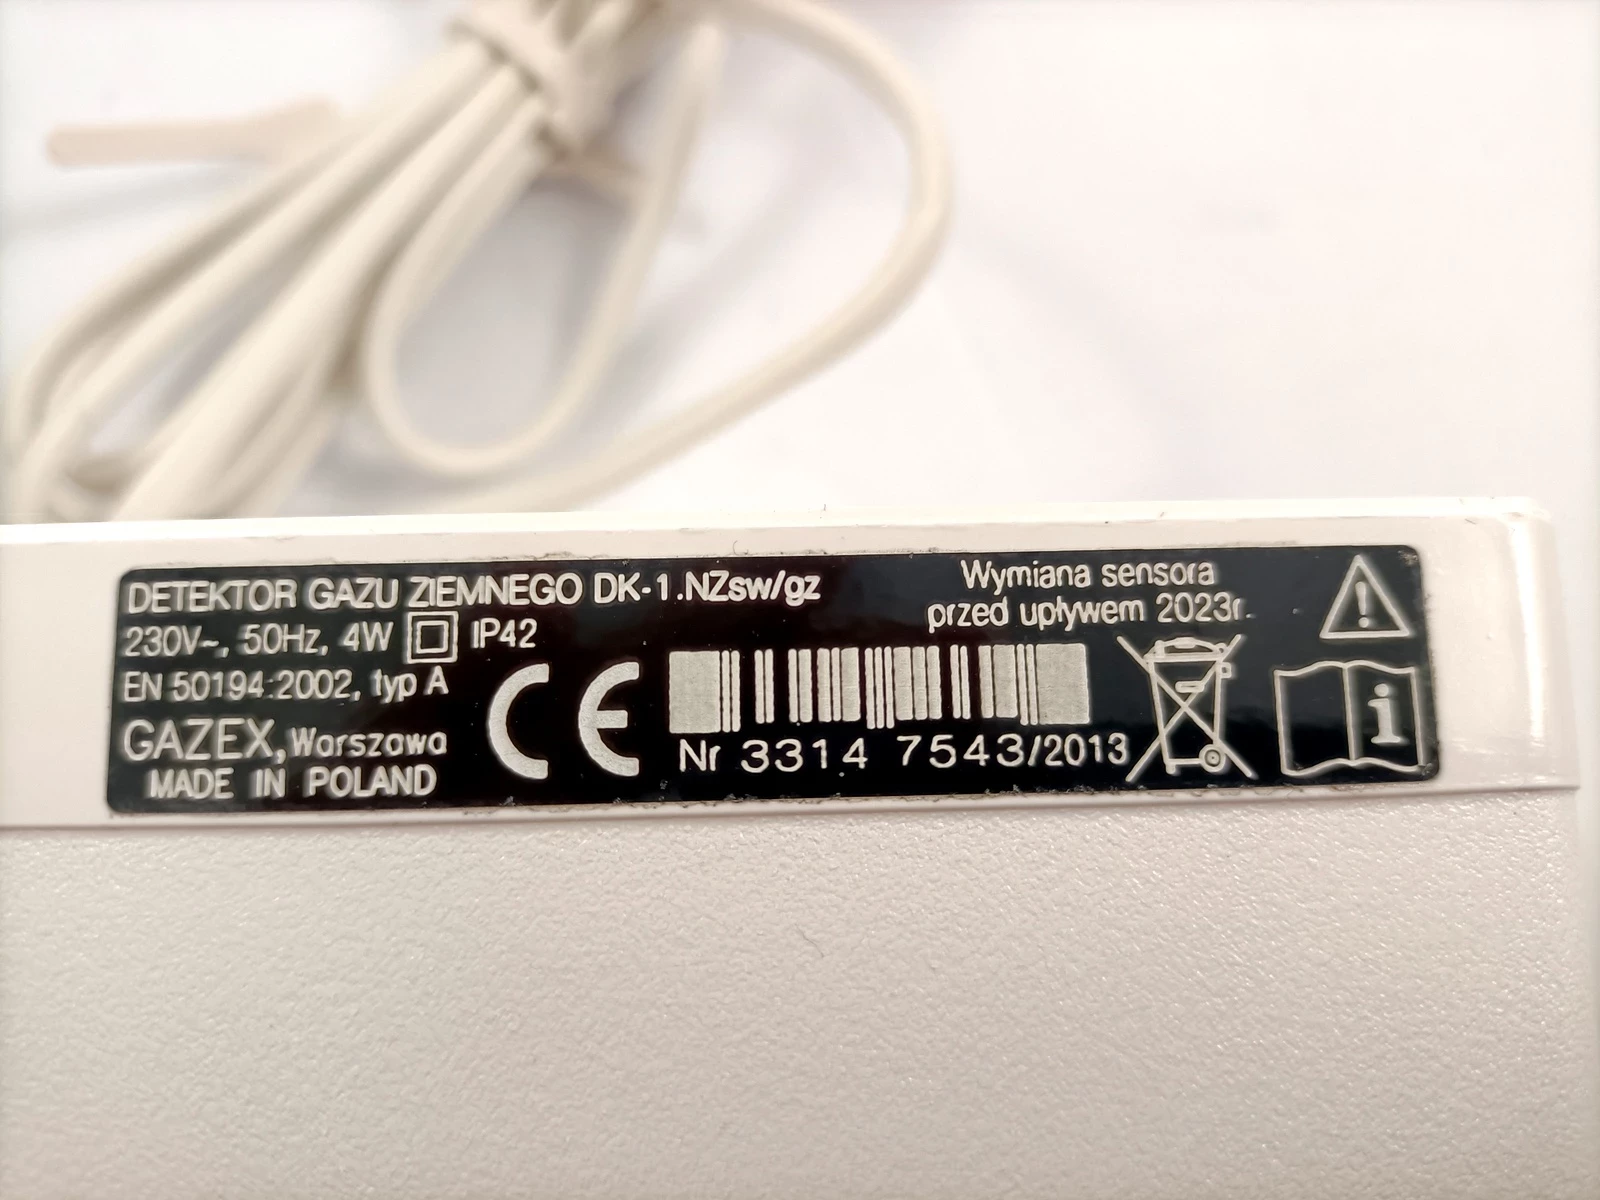 DETEKTOR GAZU ZIEMNEGO DK-1.NZsw/gz
230V~, 50Hz, 4W IP42
EN 50194:2002, typ A
GAZEX, Warszawa
MADE IN POLAND
CE
Wymiana sensora
przed upływem 2023r.
Nr 3314 7543/2013